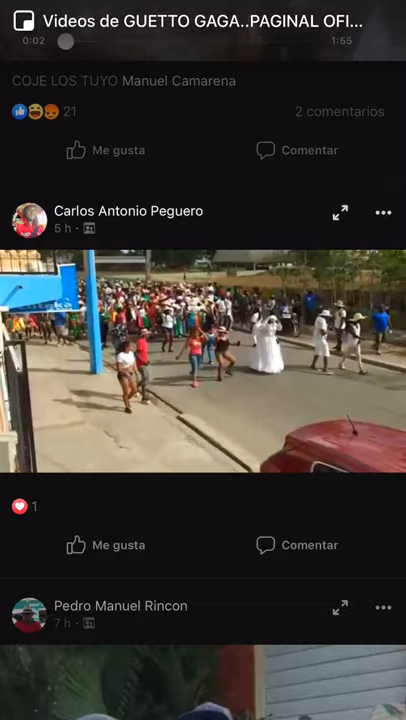 Videos de GUETTO GAGA..PAGINAL OFI...
0:02
1:55
COJE LOS TUYO Manuel Camarena
21
2 comentarios
Me gusta
Comentar
Carlos Antonio Peguero
5 h ·
1
Me gusta
Comentar
Pedro Manuel Rincon
7 h ·